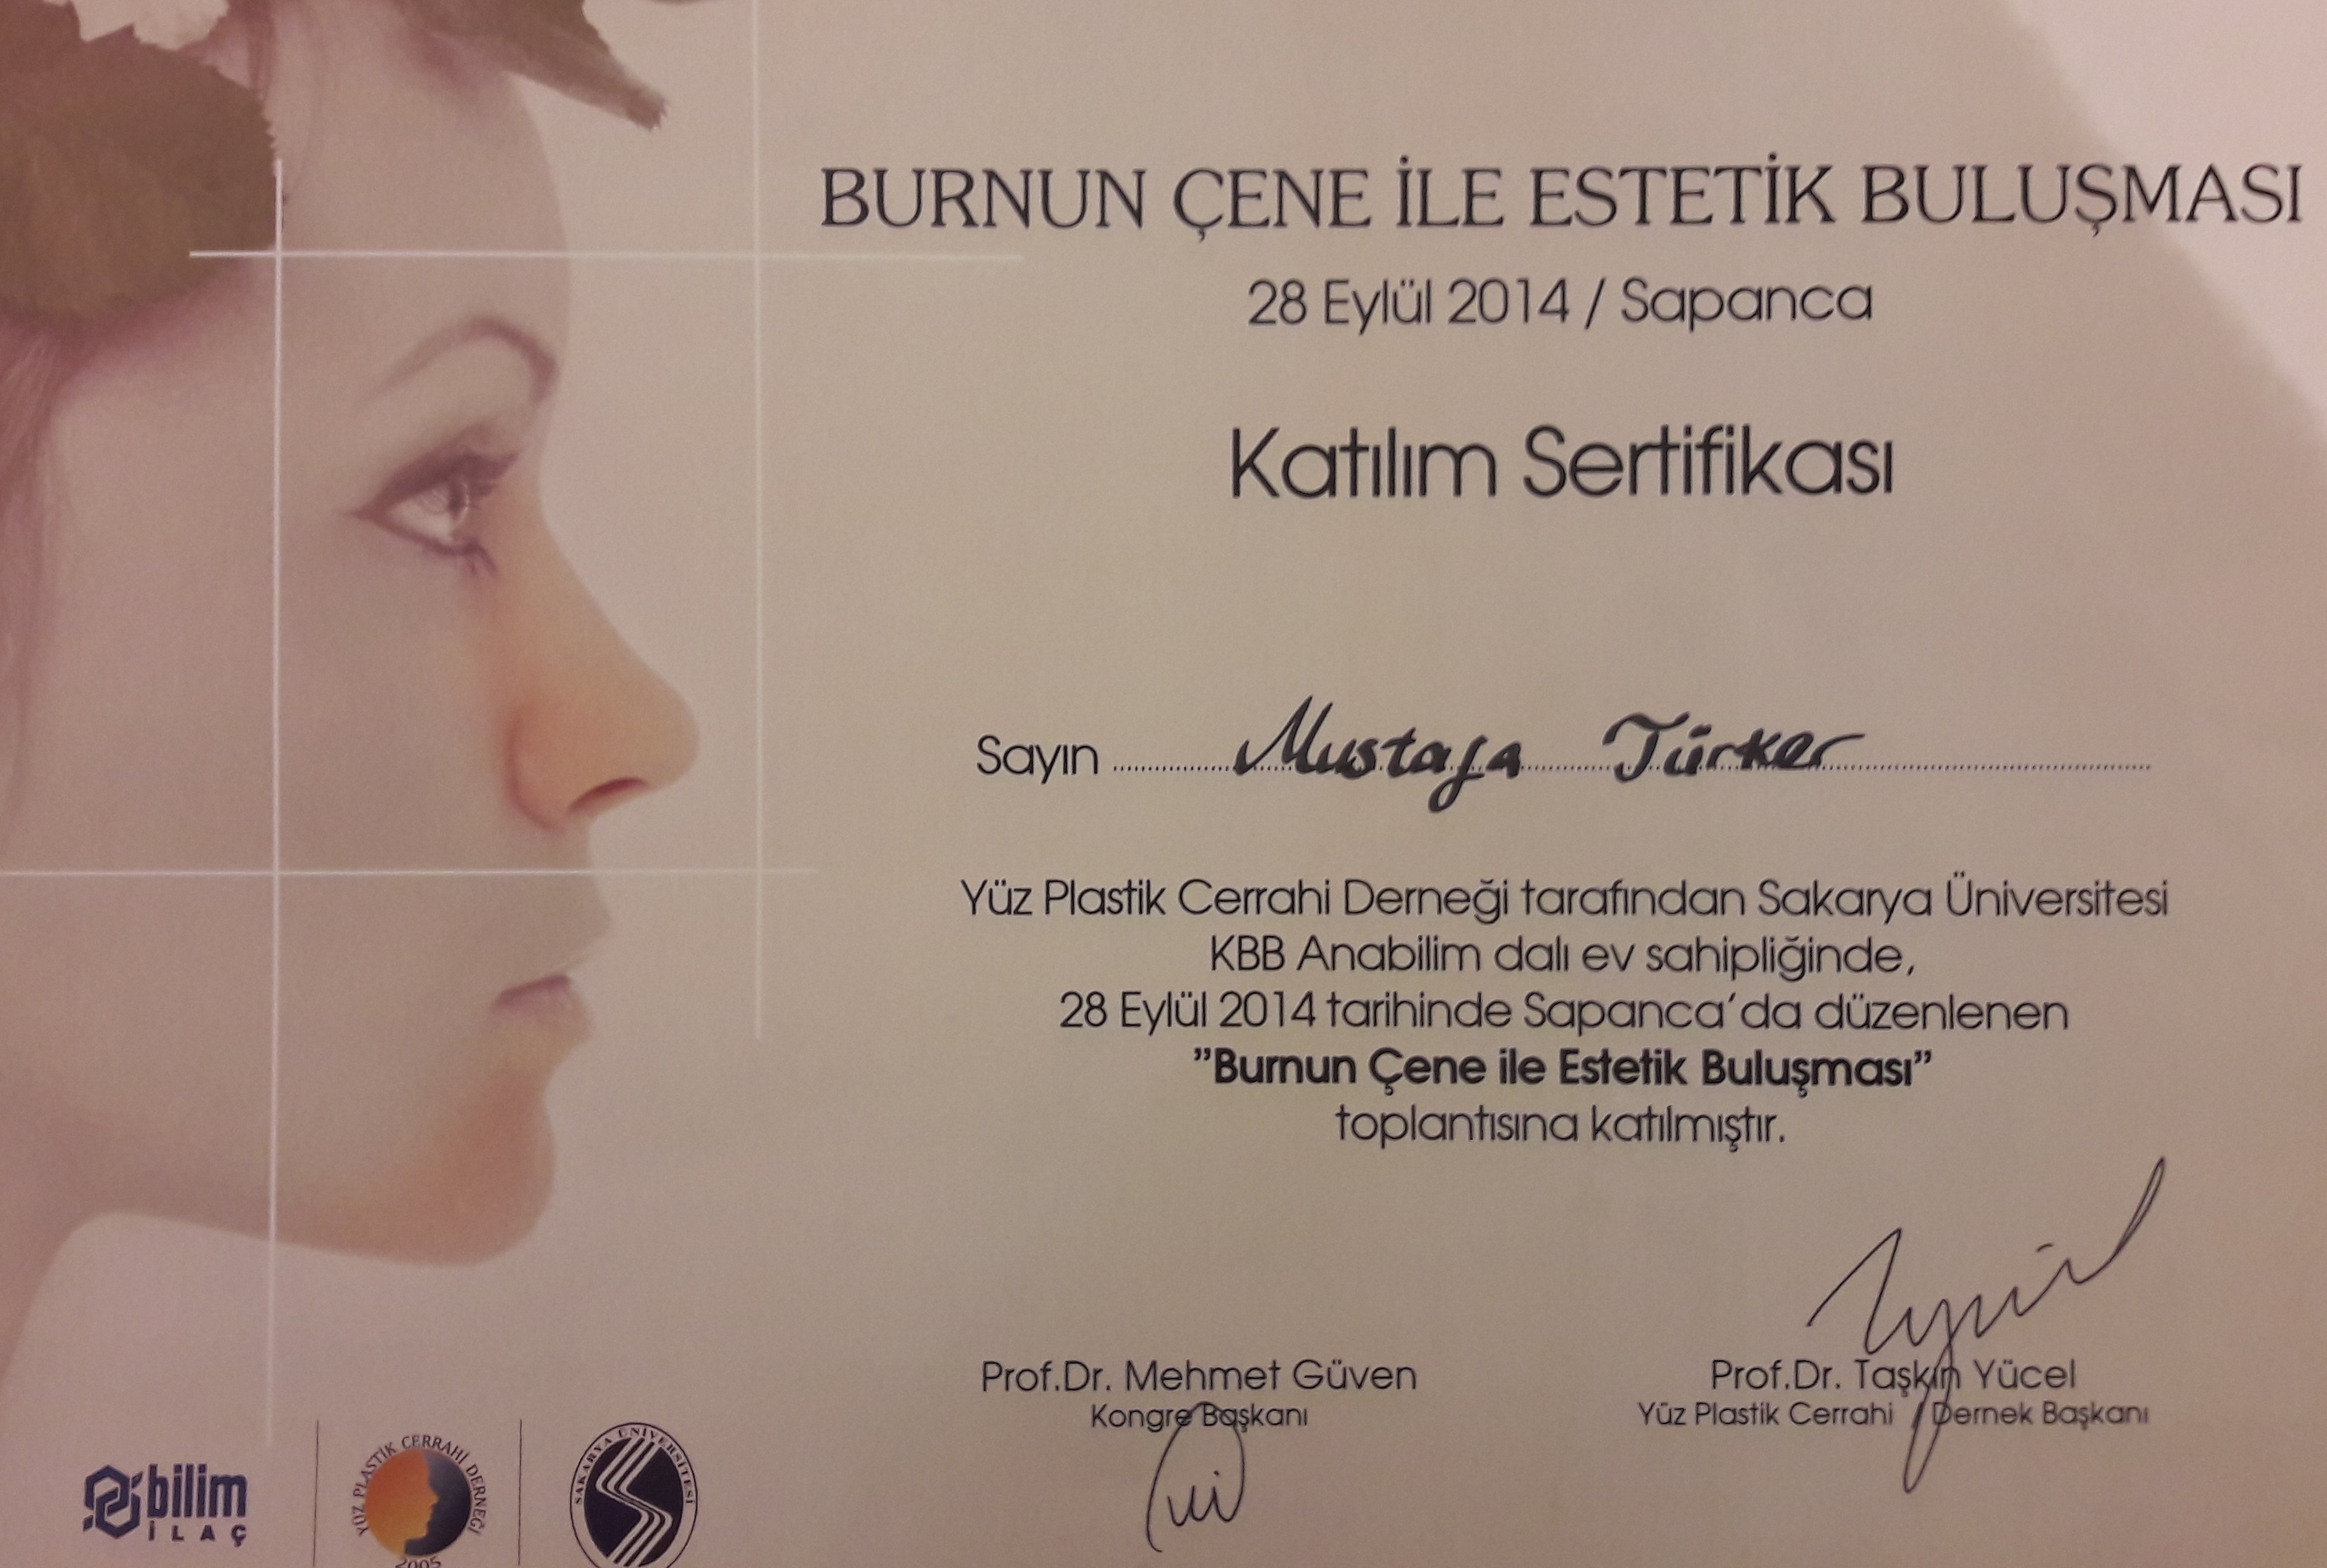 BURNUN ÇENE İLE ESTETİK BULUŞMASI
28 Eylül 2014 / Sapanca
Katılım Sertifikası
Sayın Mustafa Türker
Yüz Plastik Cerrahi Derneği tarafından Sakarya Üniversitesi
KBB Anabilim dalı ev sahipliğinde,
28 Eylül 2014 tarihinde Sapanca’da düzenlenen
”Burnun Çene ile Estetik Buluşması”
toplantısına katılmıştır.
Prof.Dr. Mehmet Güven
Kongre Başkanı
Prof.Dr. Taşkın Yücel
Yüz Plastik Cerrahi / Dernek Başkanı
bilim
İLAÇ
YÜZ PLASTİK CERRAHİ DERNEĞİ
2005
SAKARYA ÜNİVERSİTESİ